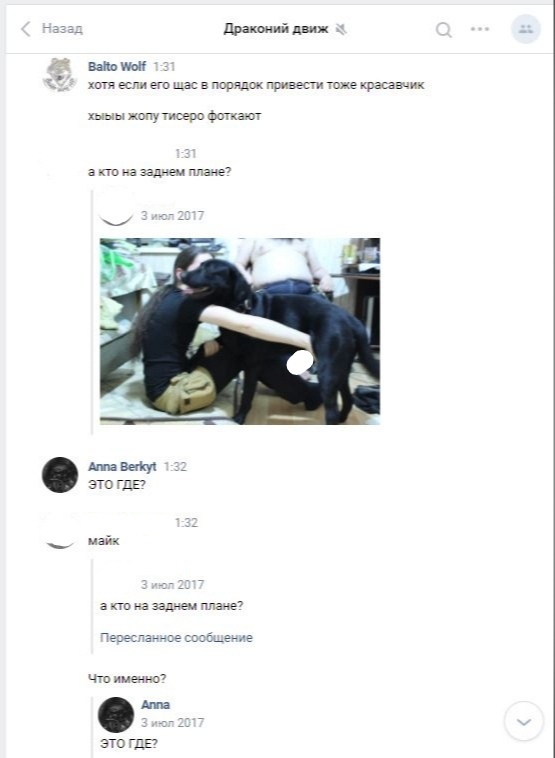 Назад
Драконий движ
Balto Wolf 1:31
хотя если его щас в порядок привести тоже красавчик
хыыы жопу тисеро фоткают
1:31
а кто на заднем плане?
3 июл 2017
Anna Berkyt 1:32
ЭТО ГДЕ?
1:32
майк
3 июл 2017
а кто на заднем плане?
Пересланное сообщение
Что именно?
Anna
3 июл 2017
ЭТО ГДЕ?